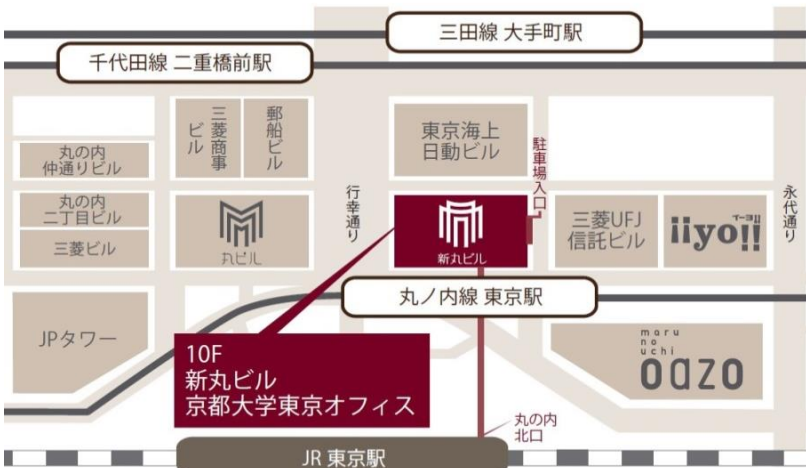 三田線 大手町駅
千代田線 二重橋前駅
丸の内
仲通りビル
三菱商事
ビル
郵船ビル
東京海上
日動ビル
駐車場入口
丸の内
二丁目ビル
三菱ビル
丸ビル
行幸通り
新丸ビル
三菱UFJ
信託ビル
イーヨ!!
iiyo!!
永代通り
丸ノ内線 東京駅
JPタワー
10F
新丸ビル
京都大学東京オフィス
maru
no
uchi
oazo
丸の内
北口
JR 東京駅